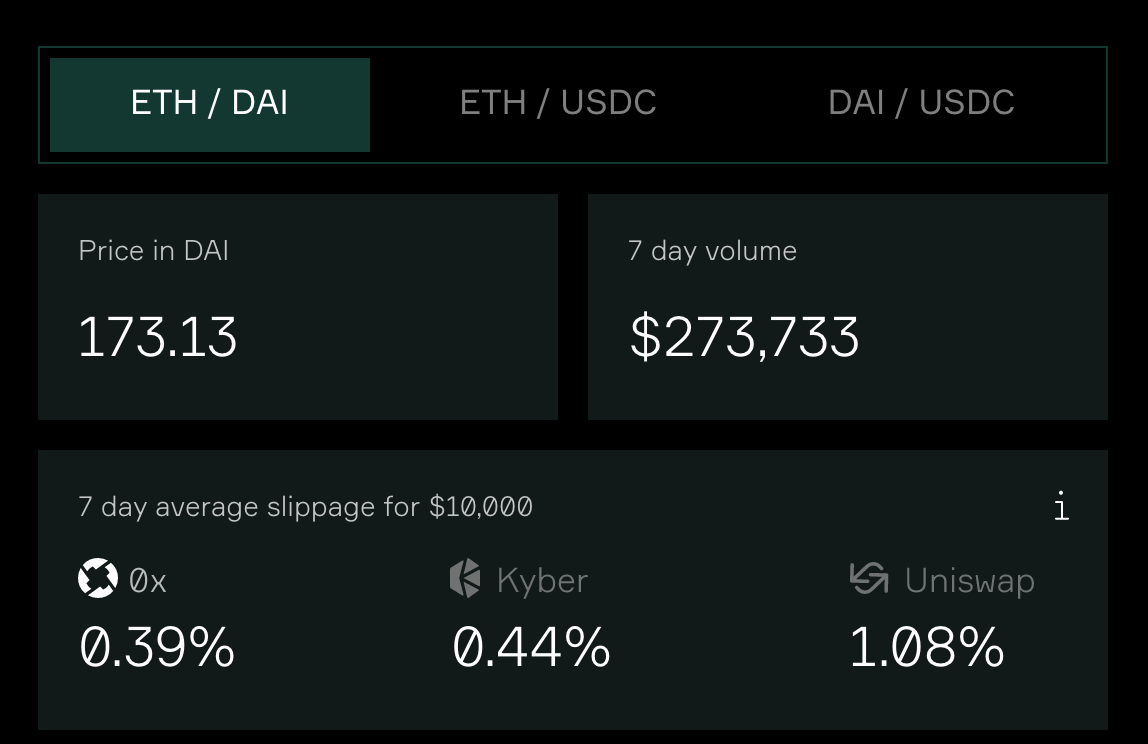 ETH / DAI ETH / USDC DAI / USDC
Price in DAI
173.13
7 day volume
$273,733
7 day average slippage for $10,000 i
0x Kyber Uniswap
0.39% 0.44% 1.08%